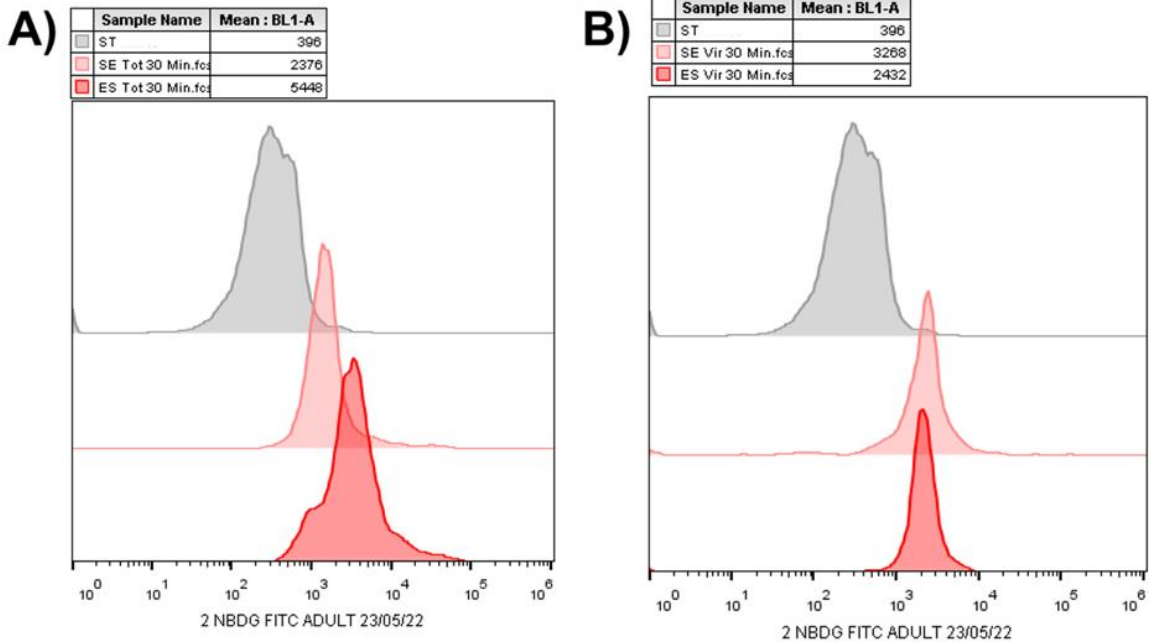 A)
Sample Name Mean : BL1-A
ST 396
SE Tot 30 Min.fcs 2376
ES Tot 30 Min.fcs 5448
10^0 10^1 10^2 10^3 10^4 10^5 10^6
2 NBDG FITC ADULT 23/05/22
B)
Sample Name Mean : BL1-A
ST 396
SE Vir 30 Min.fcs 3268
ES Vir 30 Min.fcs 2432
10^0 10^1 10^2 10^3 10^4 10^5 10^6
2 NBDG FITC ADULT 23/05/22